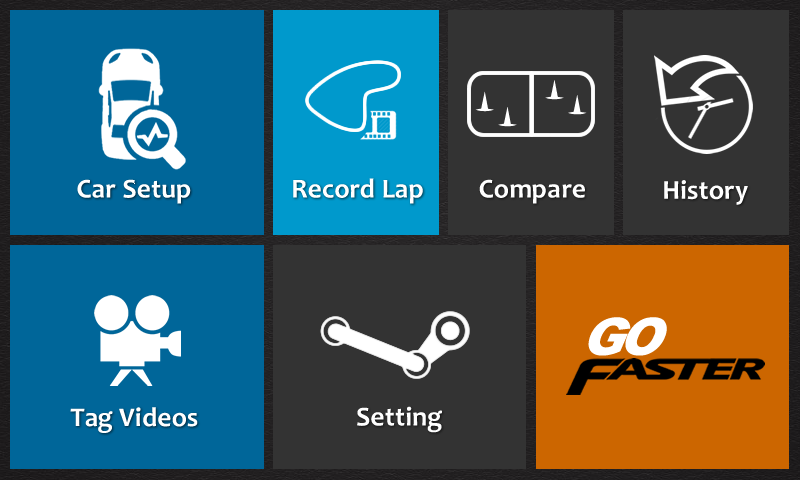 Car Setup
Record Lap
Compare
History
Tag Videos
Setting
GO
FASTER